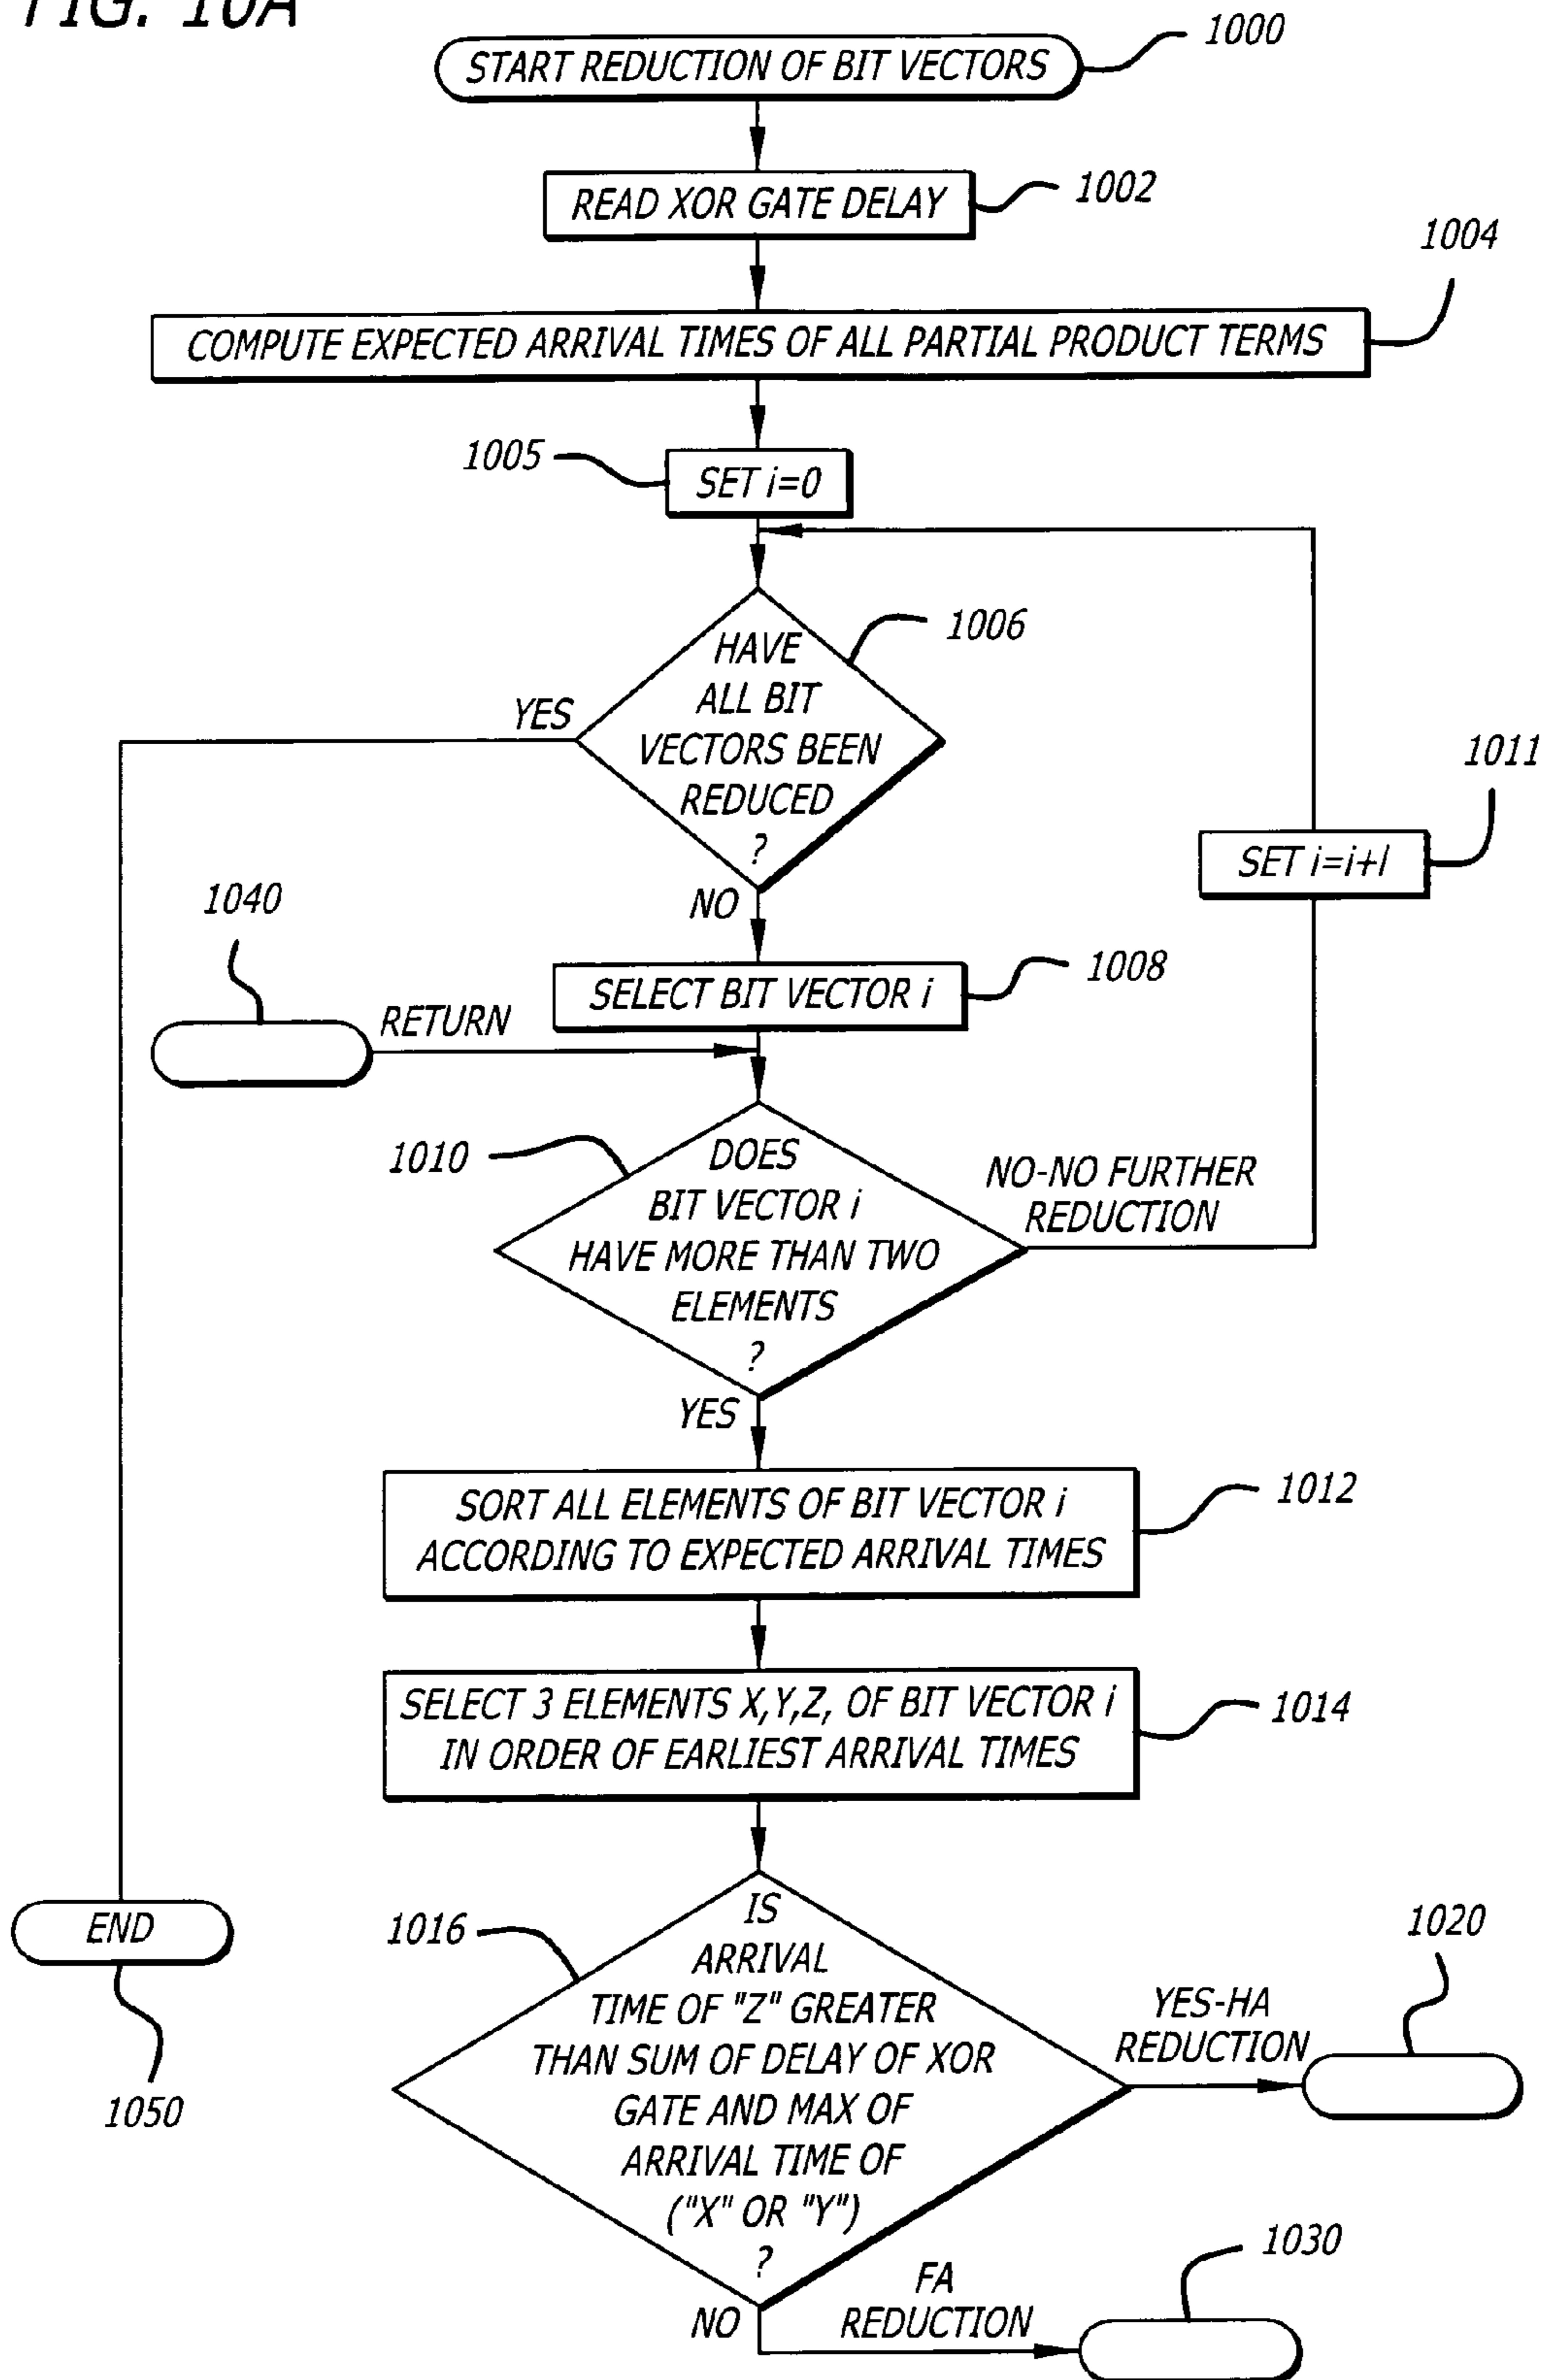 FIG. 10A
START REDUCTION OF BIT VECTORS
1000
READ XOR GATE DELAY
1002
1004
COMPUTE EXPECTED ARRIVAL TIMES OF ALL PARTIAL PRODUCT TERMS
1005
SET i=0
1006
HAVE
ALL BIT
VECTORS BEEN
REDUCED
?
YES
NO
1011
SET i=i+1
1040
RETURN
SELECT BIT VECTOR i
1008
1010
DOES
BIT VECTOR i
HAVE MORE THAN TWO
ELEMENTS
?
NO-NO FURTHER
REDUCTION
YES
SORT ALL ELEMENTS OF BIT VECTOR i
ACCORDING TO EXPECTED ARRIVAL TIMES
1012
SELECT 3 ELEMENTS X,Y,Z, OF BIT VECTOR i
IN ORDER OF EARLIEST ARRIVAL TIMES
1014
END
1050
1016
IS
ARRIVAL
TIME OF "Z" GREATER
THAN SUM OF DELAY OF XOR
GATE AND MAX OF
ARRIVAL TIME OF
("X" OR "Y")
?
YES-HA
REDUCTION
1020
NO
FA
REDUCTION
1030